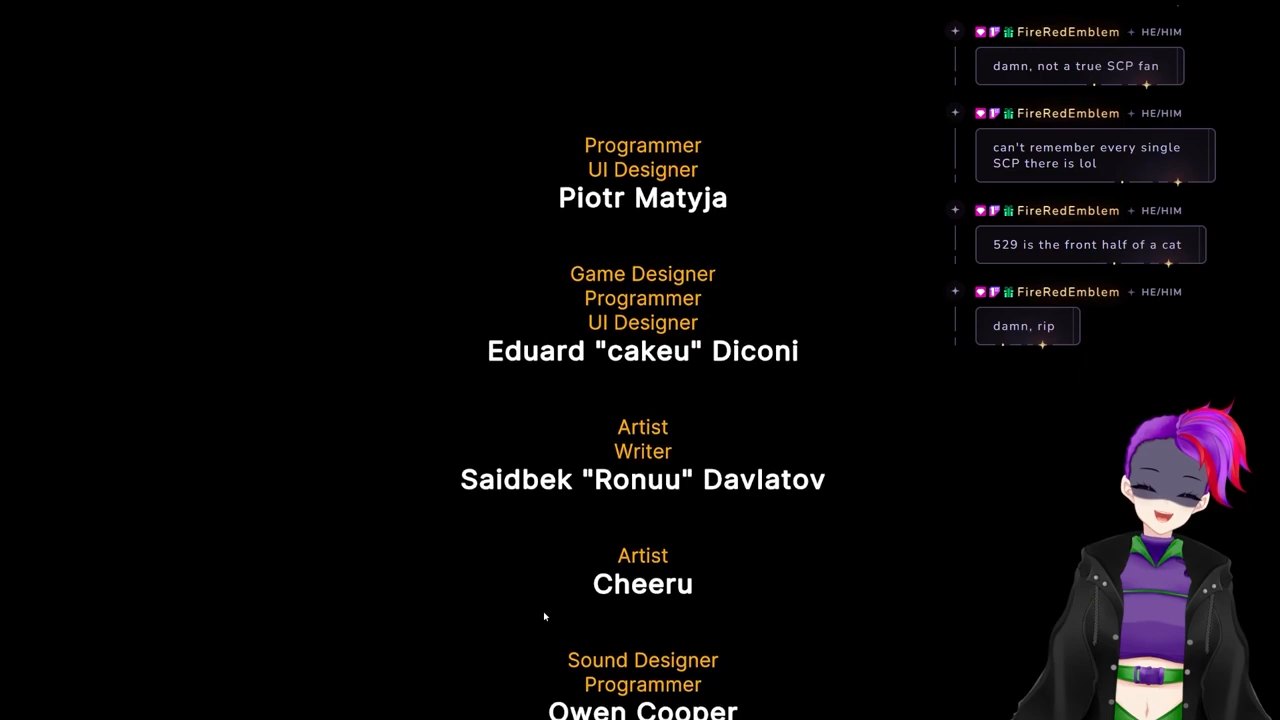 Programmer
UI Designer
Piotr Matyja
Game Designer
Programmer
UI Designer
Eduard "cakeu" Diconi
Artist
Writer
Saidbek "Ronuu" Davlatov
Artist
Cheeru
Sound Designer
Programmer
Owen Cooper
FireRedEmblem HE/HIM
damn, not a true SCP fan
FireRedEmblem HE/HIM
can't remember every single
SCP there is lol
FireRedEmblem HE/HIM
529 is the front half of a cat
FireRedEmblem HE/HIM
damn, rip